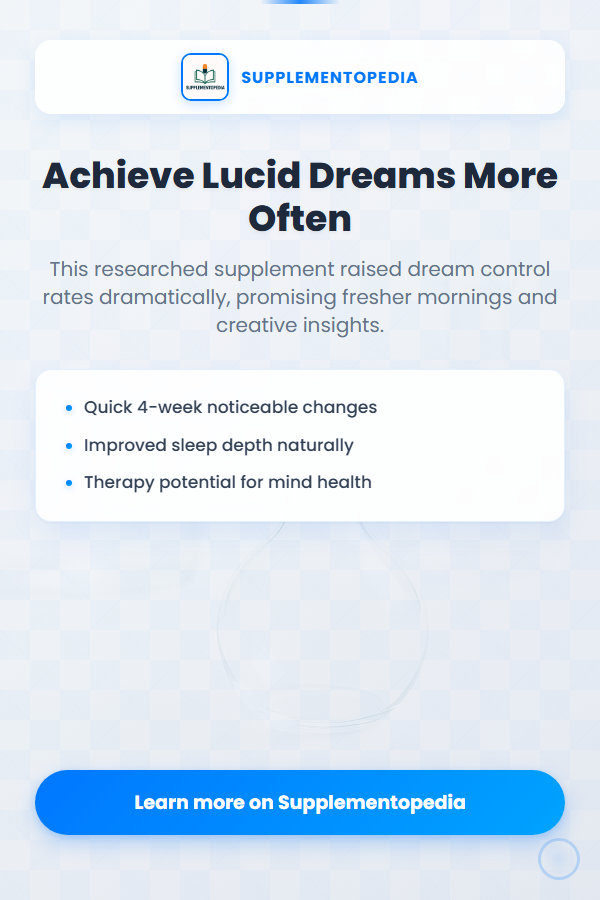 SUPPLEMENTOPEDIA
SUPPLEMENTOPEDIA
Achieve Lucid Dreams More
Often
This researched supplement raised dream control
rates dramatically, promising fresher mornings and
creative insights.
Quick 4-week noticeable changes
Improved sleep depth naturally
Therapy potential for mind health
Learn more on Supplementopedia